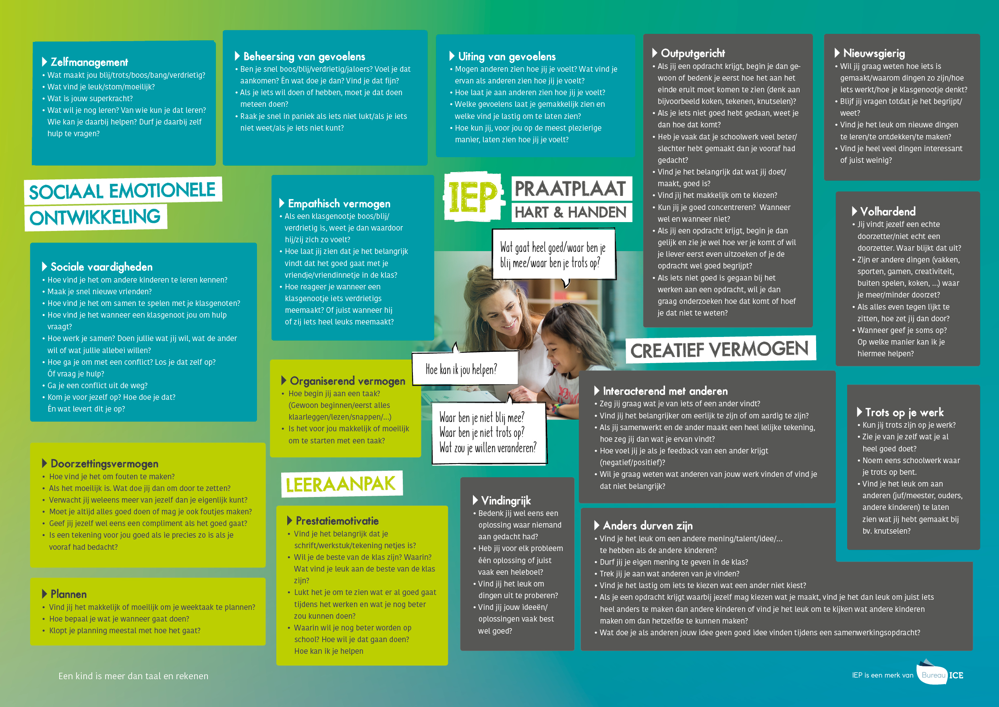 Zelfmanagement
• Wat maakt jou blij/trots/boos/bang/verdrietig?
• Wat vind je leuk/stom/moeilijk?
• Wat is jouw superkracht?
• Wat wil je nog leren? Van wie kun je dat leren?
Wie kan je daarbij helpen? Durf je daarbij zelf
hulp te vragen?
Beheersing van gevoelens
• Ben je snel boos/blij/verdrietig/jaloers? Voel je dat
aankomen? Én wat doe je dan? Vind je dat fijn?
• Als je iets wil doen of hebben, moet je dat doen
meteen doen?
• Raak je snel in paniek als iets niet lukt/als je iets
niet weet/als je iets niet kunt?
Uiting van gevoelens
• Mogen anderen zien hoe jij je voelt? Wat vind je
ervan als anderen zien hoe jij je voelt?
• Hoe laat je aan anderen zien hoe jij je voelt?
• Welke gevoelens laat je gemakkelijk zien en
welke vind je lastig om te laten zien?
• Hoe kun jij, voor jou op de meest plezierige
manier, laten zien hoe jij je voelt?
Outputgericht
• Als jij een opdracht krijgt, begin je dan ge-
woon of bedenk je eerst hoe het aan het
einde eruit moet komen te zien (denk aan
bijvoorbeeld koken, tekenen, knutselen)?
• Als je iets niet goed hebt gedaan, weet je
dan hoe dat komt?
• Heb je vaak dat je schoolwerk veel beter/
slechter hebt gemaakt dan je vooraf had
gedacht?
• Vind je het belangrijk dat wat jij doet/
maakt, goed is?
• Vind jij het makkelijk om te kiezen?
• Kun jij je goed concentreren? Wanneer
wel en wanneer niet?
• Als jij een opdracht krijgt, begin je dan
gelijk en zie je wel hoe ver je komt of wil
je liever eerst even uitzoeken of je de
opdracht wel goed begrijpt?
• Als iets niet goed is gegaan bij het
werken aan een opdracht, wil je dan
graag onderzoeken hoe dat komt of hoef
je dat niet te weten?
Nieuwsgierig
• Wil jij graag weten hoe iets is
gemaakt/waarom dingen zo zijn/hoe
iets werkt/hoe je klasgenootje denkt?
• Blijf jij vragen totdat je het begrijpt/
weet?
• Vind je het leuk om nieuwe dingen
te leren/te ontdekken/te maken?
• Vind je heel veel dingen interessant
of juist weinig?
SOCIAAL EMOTIONELE
ONTWIKKELING
Empathisch vermogen
• Als een klasgenootje boos/blij/
verdrietig is, weet je dan waardoor
hij/zij zich zo voelt?
• Hoe laat jij zien dat je het belangrijk
vindt dat het goed gaat met je
vriendje/vriendinnetje in de klas?
• Hoe reageer je wanneer een
klasgenootje iets verdrietigs
meemaakt? Of juist wanneer hij
of zij iets heel leuks meemaakt?
IEP
PRAATPLAAT
HART & HANDEN
Wat gaat heel goed/waar ben je
blij mee/waar ben je trots op?
Hoe kan ik jou helpen?
Waar ben je niet blij mee?
Waar ben je niet trots op?
Wat zou je willen veranderen?
Volhardend
• Jij vindt jezelf een echte
doorzetter/niet echt een
doorzetter. Waar blijkt dat uit?
• Zijn er andere dingen (vakken,
sporten, gamen, creativiteit,
buiten spelen, koken, ...) waar
je meer/minder doorzet?
• Als alles even tegen lijkt te
zitten, hoe zet jij dan door?
• Wanneer geef je soms op?
Op welke manier kan ik je
hiermee helpen?
Sociale vaardigheden
• Hoe vind je het om andere kinderen te leren kennen?
• Maak je snel nieuwe vrienden?
• Hoe vind je het om samen te spelen met je klasgenoten?
• Hoe vind je het wanneer een klasgenoot jou om hulp
vraagt?
• Hoe werk je samen? Doen jullie wat jij wil, wat de ander
wil of wat jullie allebei willen?
• Hoe ga je om met een conflict? Los je dat zelf op?
Óf vraag je hulp?
• Ga je een conflict uit de weg?
• Kom je voor jezelf op? Hoe doe je dat?
Én wat levert dit je op?
CREATIEF VERMOGEN
Organiserend vermogen
• Hoe begin jij aan een taak?
(Gewoon beginnen/eerst alles
klaarleggen/lezen/snappen/...)
• Is het voor jou makkelijk of moeilijk
om te starten met een taak?
Interacterend met anderen
• Zeg jij graag wat je van iets of een ander vindt?
• Vind jij het belangrijker om eerlijk te zijn of om aardig te zijn?
• Als jij samenwerkt en de ander maakt een heel lelijke tekening,
hoe zeg jij dan wat je ervan vindt?
• Hoe voel jij je als je feedback van een ander krijgt
(negatief/positief)?
• Wil je graag weten wat anderen van jouw werk vinden of vind je
dat niet belangrijk?
Trots op je werk
• Kun jij trots zijn op je werk?
• Zie je van je zelf wat je al
heel goed doet?
• Noem eens schoolwerk waar
je trots op bent.
• Vind je het leuk om aan
anderen (juf/meester, ouders,
andere kinderen) te laten
zien wat jij hebt gemaakt bij
bv. knutselen?
Doorzettingsvermogen
• Hoe vind je het om fouten te maken?
• Als het moeilijk is. Wat doe jij dan om door te zetten?
• Verwacht jij weleens meer van jezelf dan je eigenlijk kunt?
• Moet je altijd alles goed doen of mag je ook foutjes maken?
• Geef jij jezelf wel eens een compliment als het goed gaat?
• Is een tekening voor jou goed als ie precies zo is als je
vooraf had bedacht?
LEERAANPAK
Prestatiemotivatie
• Vind je het belangrijk dat je
schrift/werkstuk/tekening netjes is?
• Wil je de beste van de klas zijn? Waarin?
Wat vind je leuk aan de beste van de klas
zijn?
• Lukt het je om te zien wat er al goed gaat
tijdens het werken en wat je nog beter
zou kunnen doen?
• Waarin wil je nog beter worden op
school? Hoe wil je dat gaan doen?
Hoe kan ik je helpen
Vindingrijk
• Bedenk jij wel eens een
oplossing waar niemand
aan gedacht had?
• Heb jij voor elk probleem
één oplossing of juist
vaak een heleboel?
• Vind jij het leuk om
dingen uit te proberen?
• Vind jij jouw ideeën/
oplossingen vaak best
wel goed?
Anders durven zijn
• Vind je het leuk om een andere mening/talent/idee/...
te hebben als de andere kinderen?
• Durf jij je eigen mening te geven in de klas?
• Trek jij je aan wat anderen van je vinden?
• Vind je het lastig om iets te kiezen wat een ander niet kiest?
• Als je een opdracht krijgt waarbij jezelf mag kiezen wat je maakt, vind je het dan leuk om juist iets
heel anders te maken dan andere kinderen of vind je het leuk om te kijken wat andere kinderen
maken om dan hetzelfde te kunnen maken?
• Wat doe je als anderen jouw idee geen goed idee vinden tijdens een samenwerkingsopdracht?
Plannen
• Vind jij het makkelijk of moeilijk om je weektaak te plannen?
• Hoe bepaal je wat je wanneer gaat doen?
• Klopt je planning meestal met hoe het gaat?
Een kind is meer dan taal en rekenen
IEP is een merk van Bureau ICE